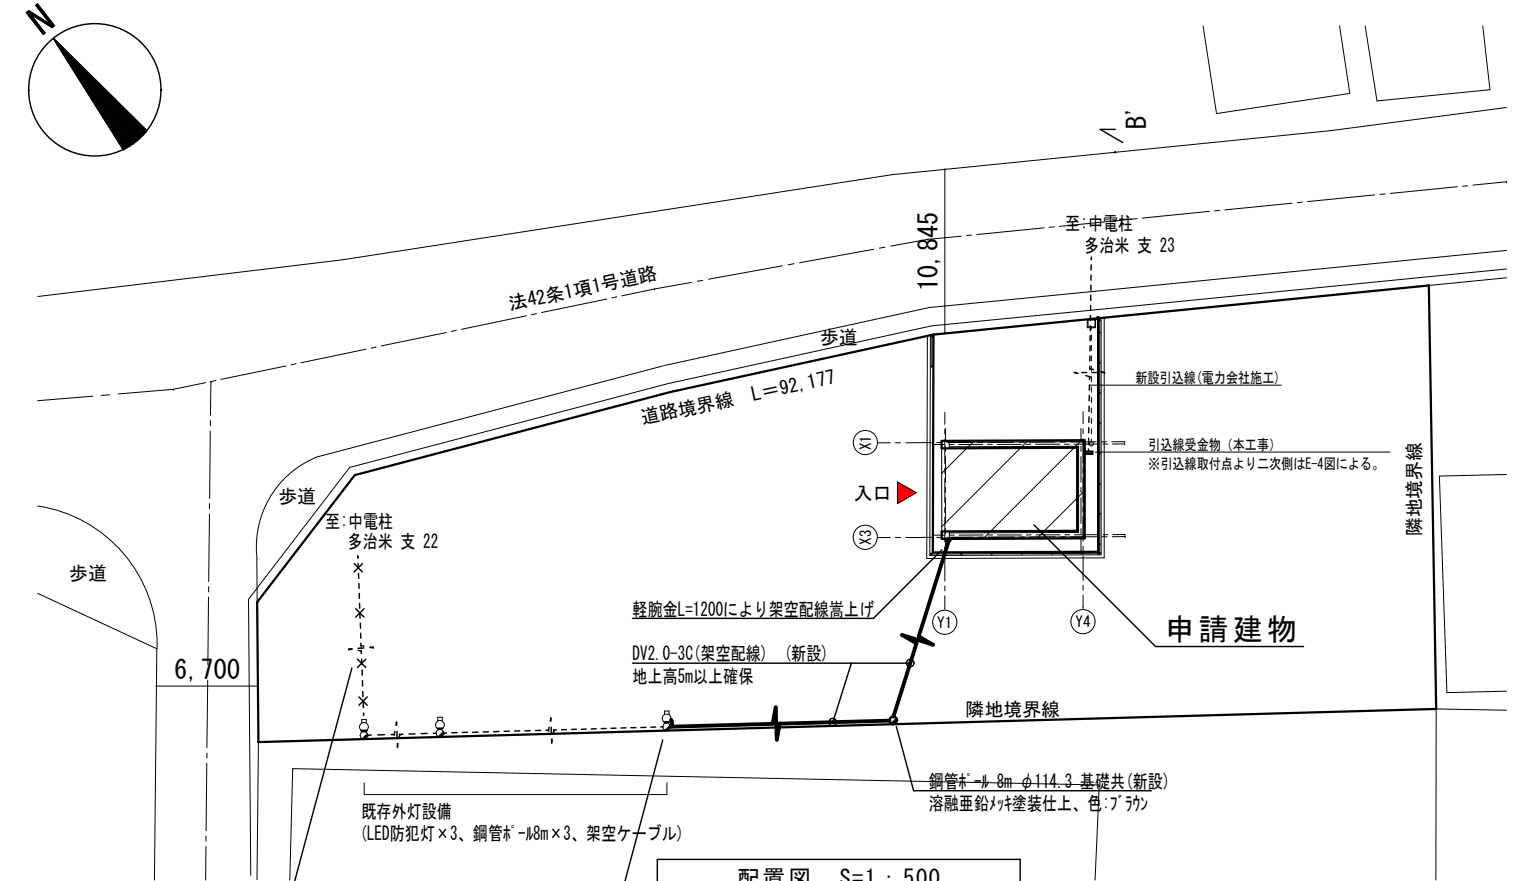 N
B'
10,845
至:中電柱
多治米 支 23
法42条1項1号道路
歩道
道路境界線 L=92,177
新設引込線(電力会社施工)
X1
引込線受金物 (本工事)
※引込線取付点より二次側はE-4図による。
隣地境界線
入口
歩道
至:中電柱
多治米 支 22
X3
歩道
軽腕金L=1200により架空配線嵩上げ
Y1
Y4
申請建物
DV2.0-3C(架空配線) (新設)
地上高5m以上確保
6,700
隣地境界線
鋼管ﾎﾟｰﾙ 8m φ114.3 基礎共(新設)
溶融亜鉛ﾒｯｷ塗装仕上、色:ﾌﾞﾗｳﾝ
既存外灯設備
(LED防犯灯×3、鋼管ﾎﾟｰﾙ8m×3、架空ケーブル)
配置図 S=1:500